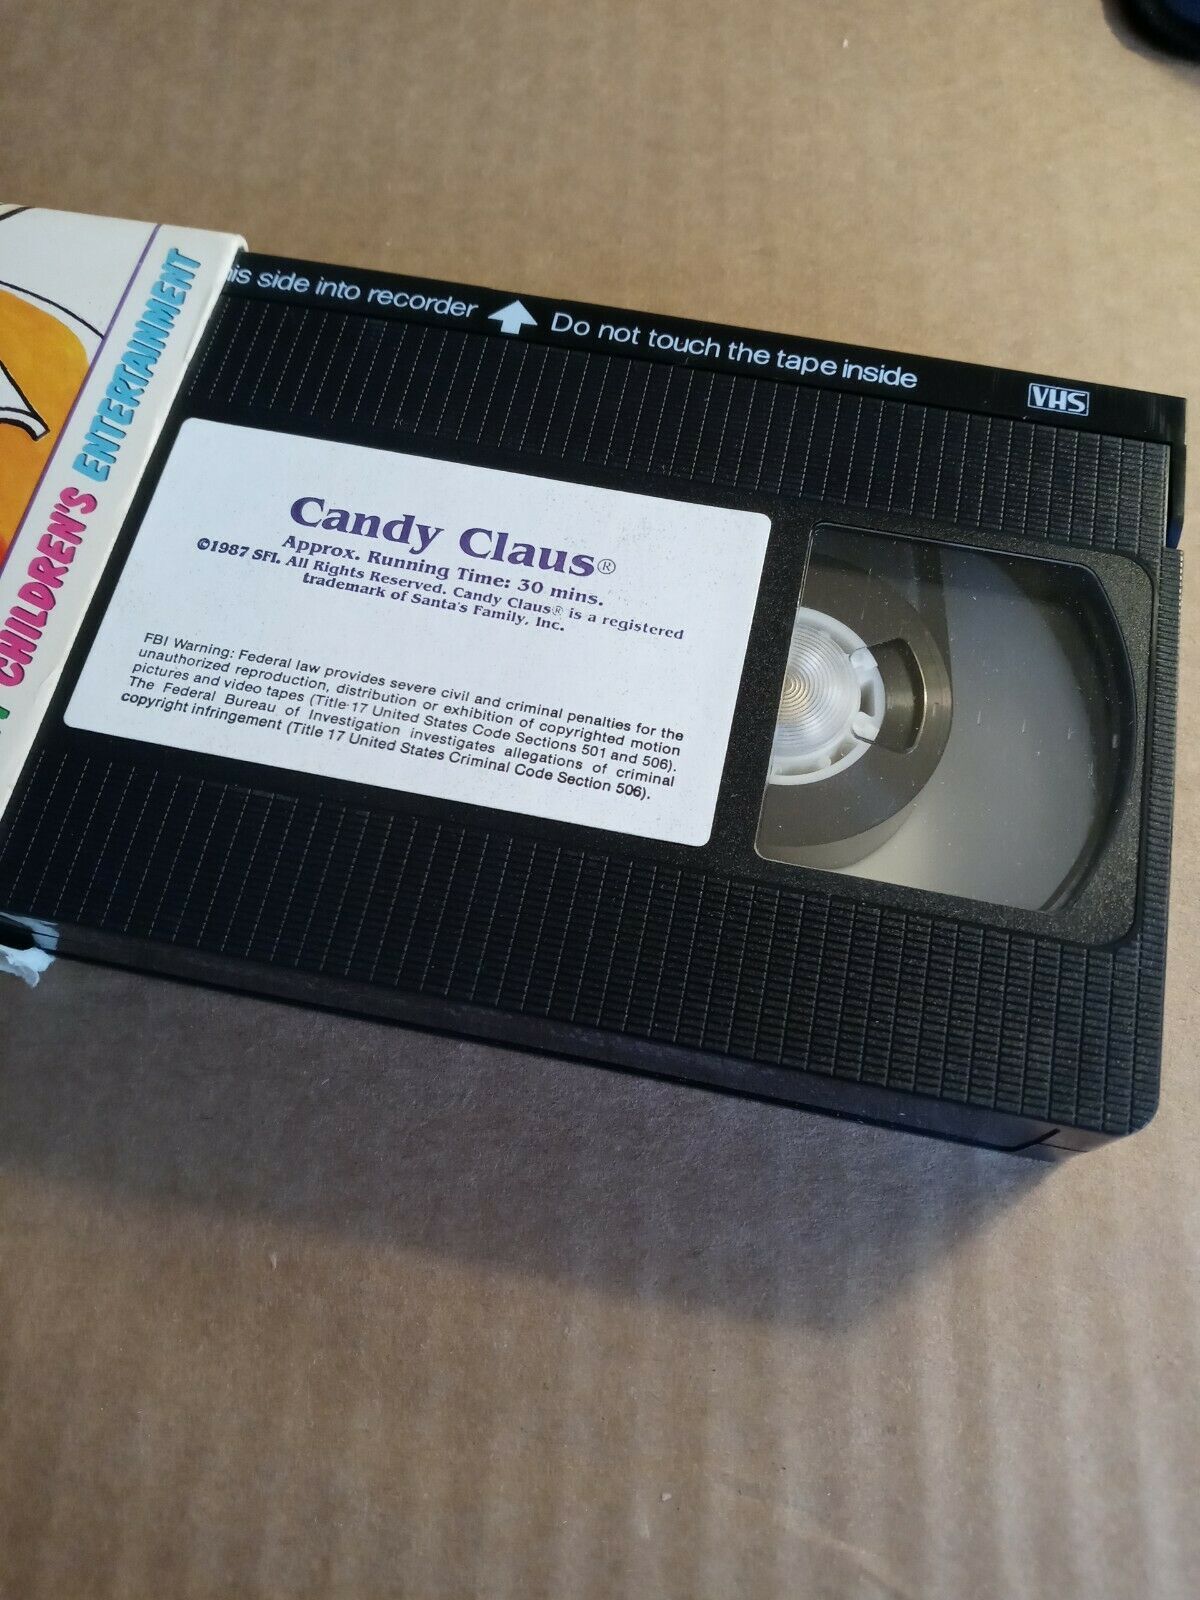 side into recorder Do not touch the tape inside
VHS
CHILDREN'S ENTERTAINMENT
Candy Claus®
Approx. Running Time: 30 mins.
©1987 SFI. All Rights Reserved. Candy Claus® is a registered
trademark of Santa's Family, Inc.
FBI Warning: Federal law provides severe civil and criminal penalties for the
unauthorized reproduction, distribution or exhibition of copyrighted motion
pictures and video tapes (Title 17 United States Code Sections 501 and 506).
The Federal Bureau of Investigation investigates allegations of criminal
copyright infringement (Title 17 United States Criminal Code Section 506).